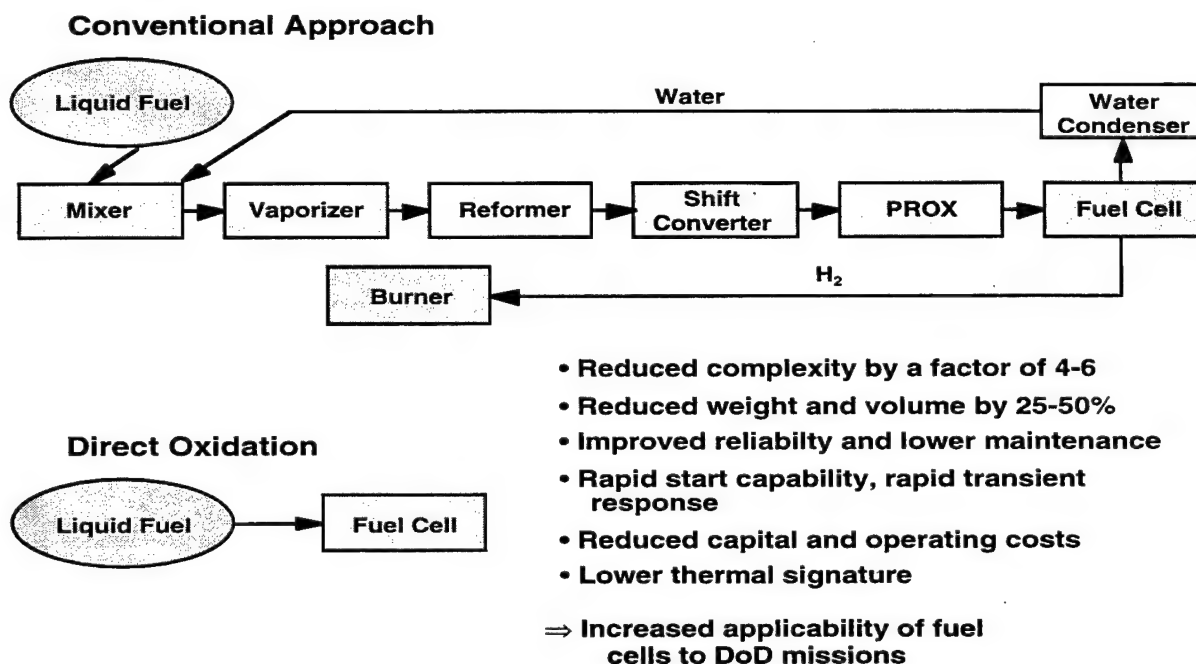 Conventional Approach
Liquid Fuel
Water
Water
Condenser
Mixer
Vaporizer
Reformer
Shift
Converter
PROX
Fuel Cell
Burner
H₂
• Reduced complexity by a factor of 4-6
• Reduced weight and volume by 25-50%
• Improved reliabilty and lower maintenance
• Rapid start capability, rapid transient
response
• Reduced capital and operating costs
• Lower thermal signature
⇒ Increased applicability of fuel
cells to DoD missions
Direct Oxidation
Liquid Fuel
Fuel Cell